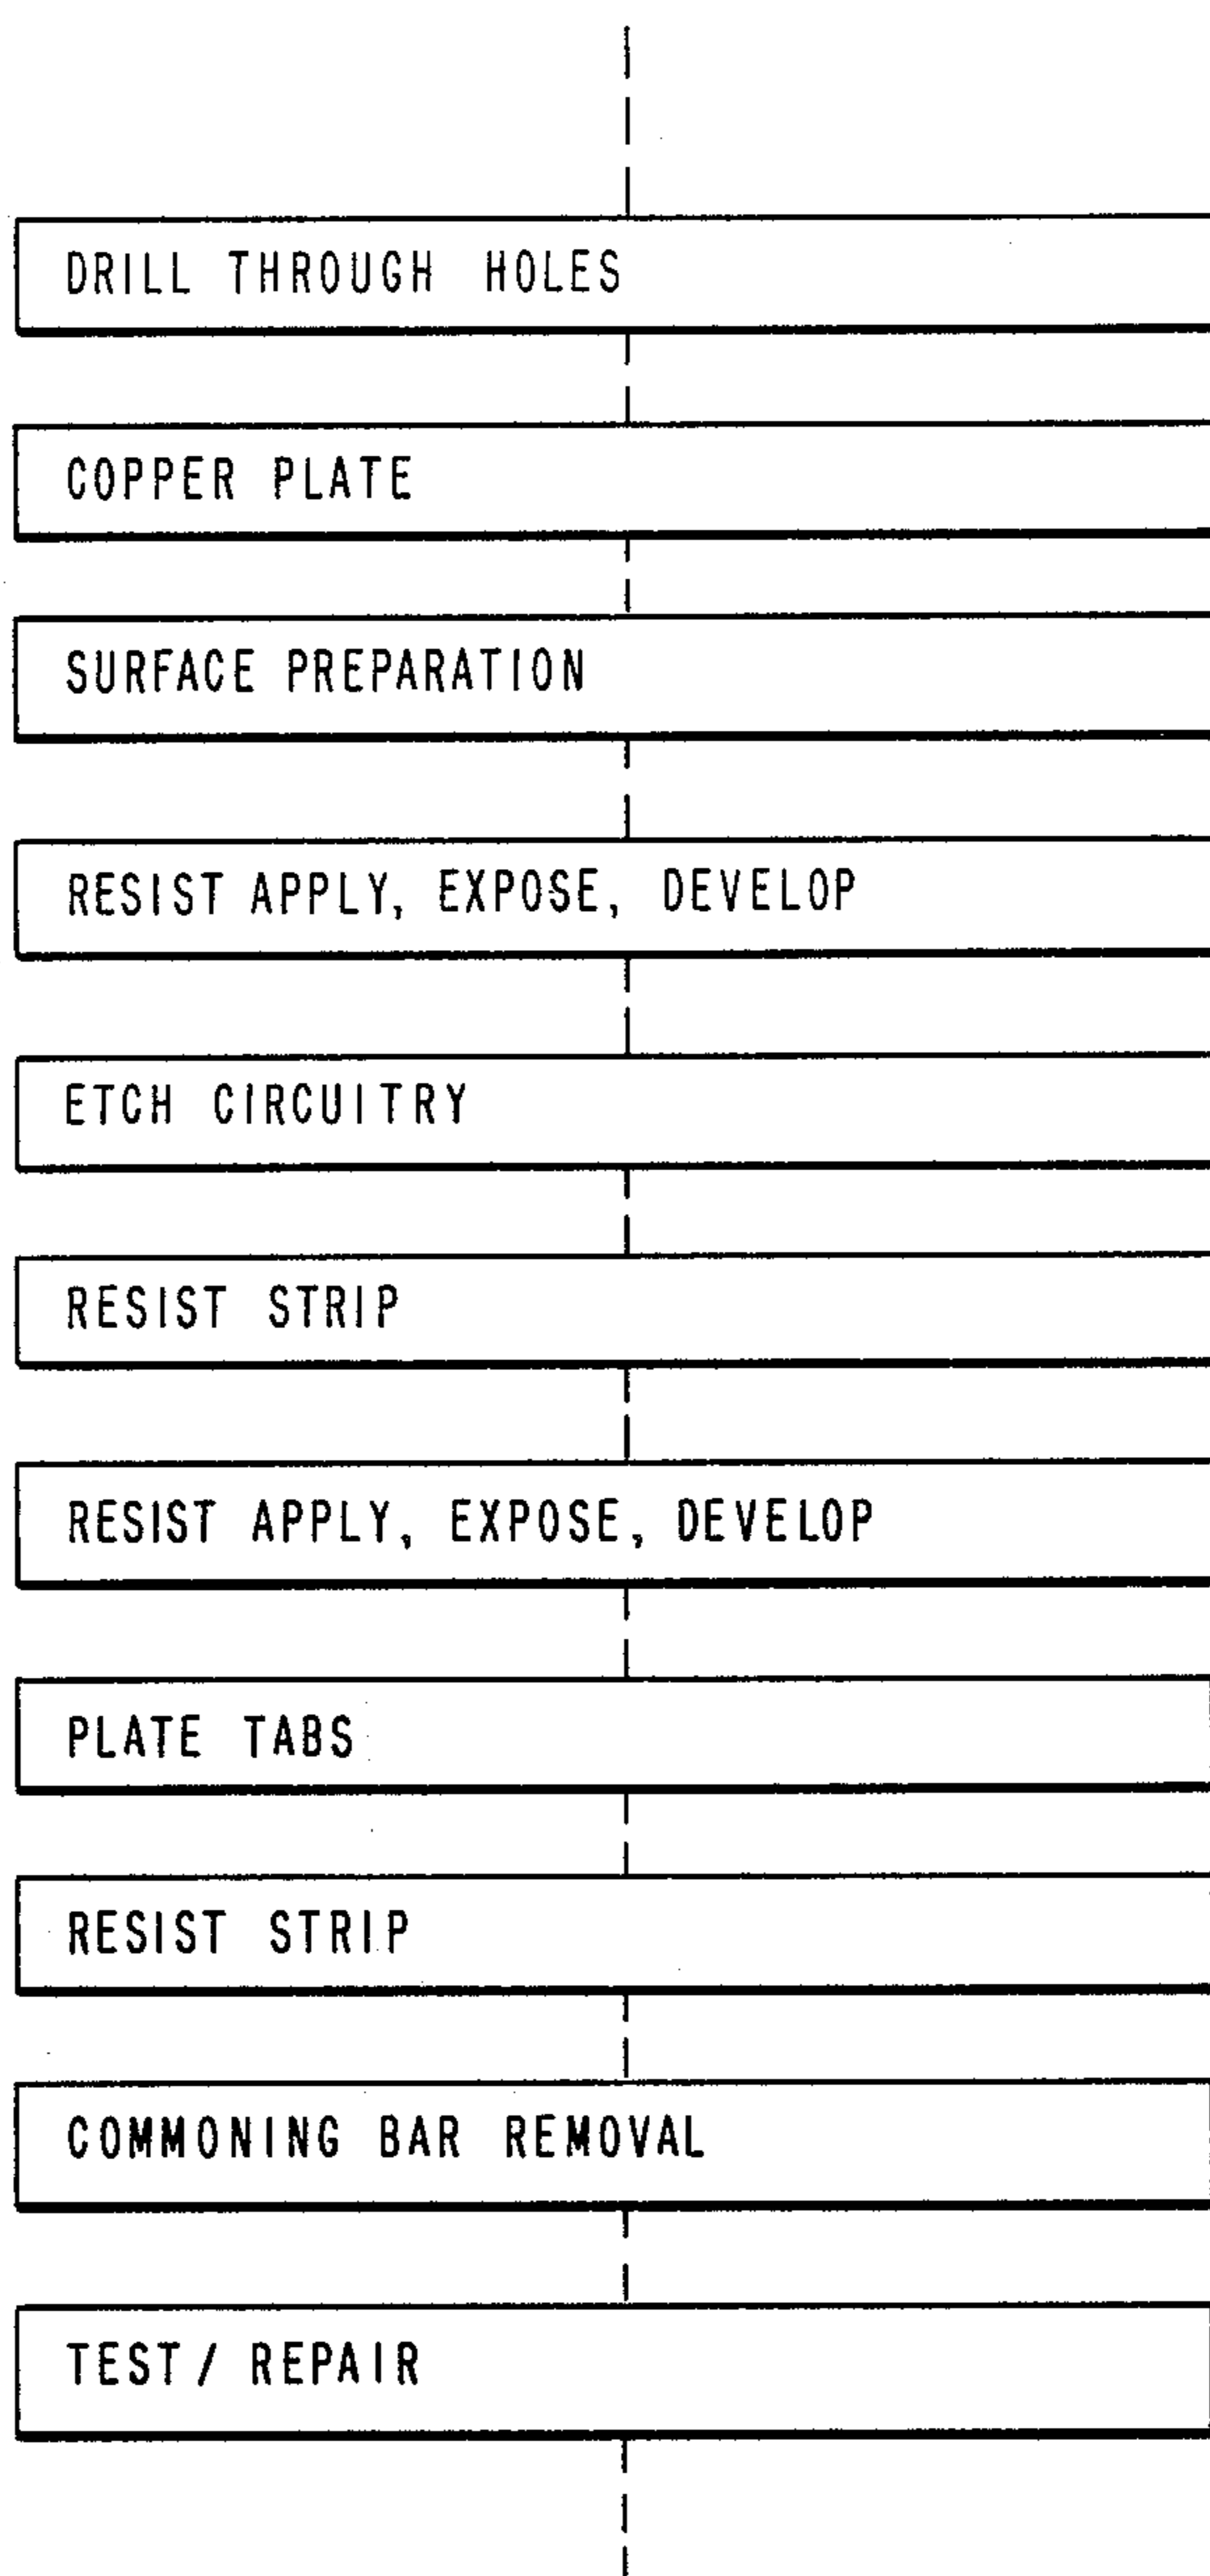 DRILL THROUGH HOLES
COPPER PLATE
SURFACE PREPARATION
RESIST APPLY, EXPOSE, DEVELOP
ETCH CIRCUITRY
RESIST STRIP
RESIST APPLY, EXPOSE, DEVELOP
PLATE TABS
RESIST STRIP
COMMONING BAR REMOVAL
TEST / REPAIR